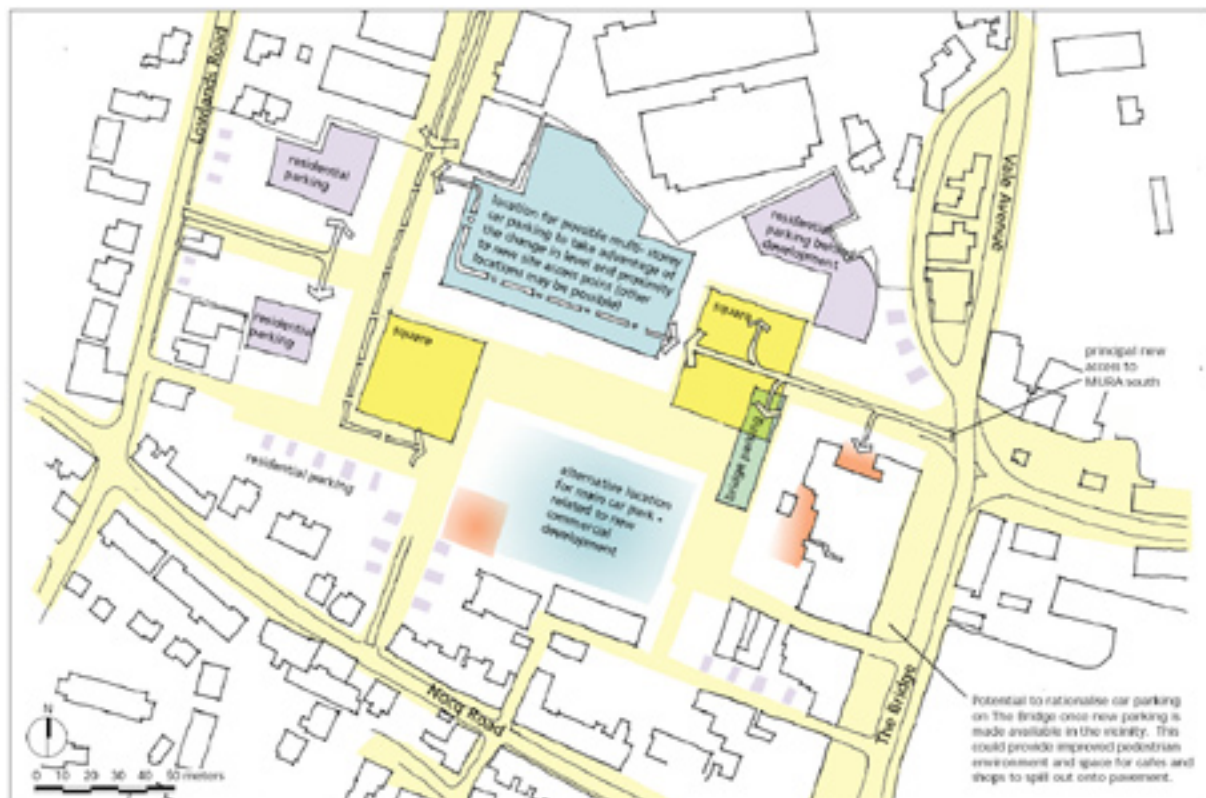 Lowlands Road
residential
parking
location for possible multi-storey
car parking to take advantage of
the change in level and proximity
to new site access point (other
locations may be possible)
residential
parking behind
development
Vale Avenue
residential
parking
square
square
principal new
access to
MURA south
residential parking
alternative location
for main car park -
related to new
commercial
development
The Bridge
Potential to rationalise car parking
on The Bridge once new parking is
made available in the vicinity. This
could provide improved pedestrian
environment and space for cafes and
shops to spill out onto pavement.
N
0 10 20 30 40 50 meters